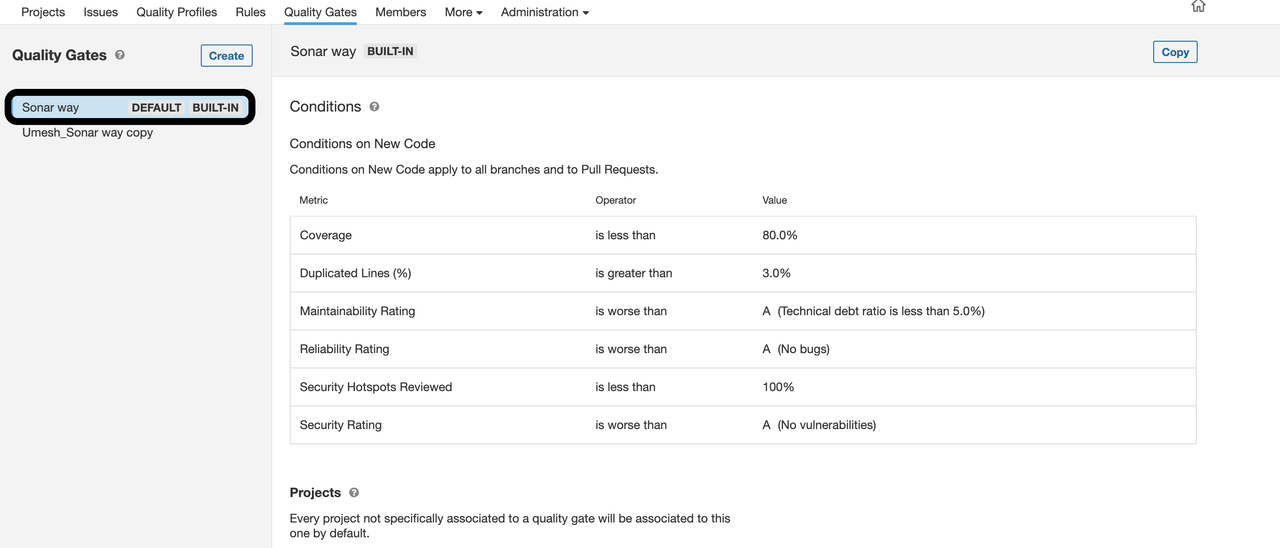 Projects Issues Quality Profiles Rules Quality Gates Members More Administration
Quality Gates Create
Sonar way DEFAULT BUILT-IN
Umesh_Sonar way copy
Sonar way BUILT-IN Copy
Conditions
Conditions on New Code
Conditions on New Code apply to all branches and to Pull Requests.
Metric Operator Value
Coverage is less than 80.0%
Duplicated Lines (%) is greater than 3.0%
Maintainability Rating is worse than A (Technical debt ratio is less than 5.0%)
Reliability Rating is worse than A (No bugs)
Security Hotspots Reviewed is less than 100%
Security Rating is worse than A (No vulnerabilities)
Projects
Every project not specifically associated to a quality gate will be associated to this
one by default.